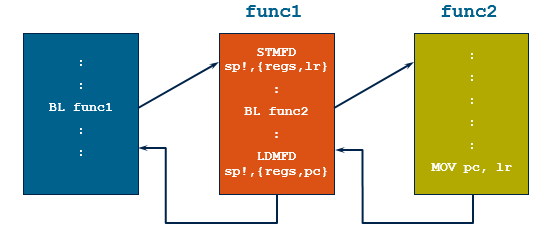 func1
func2
:
:
BL func1
:
:
STMFD
sp!,{regs,lr}
:
BL func2
:
LDMFD
sp!,{regs,pc}
:
:
:
:
:
MOV pc, lr